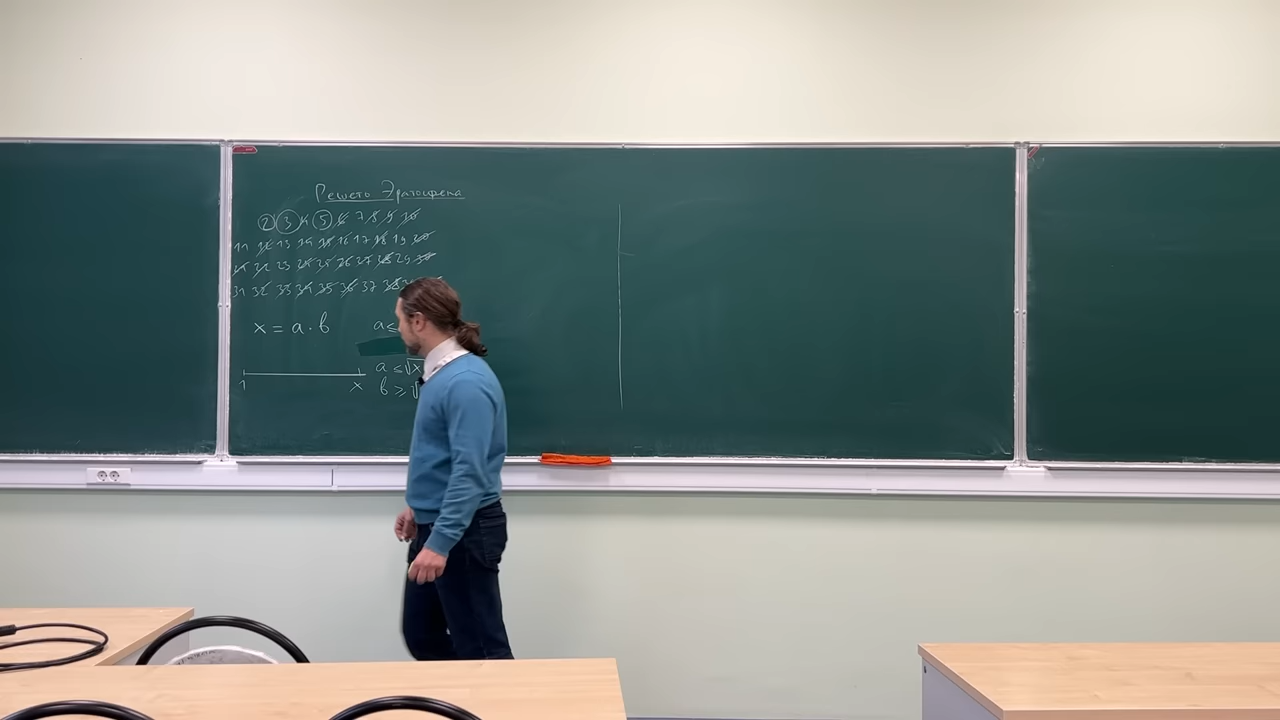 Решето Эратосфена
2 3 4 5 6 7 8 9 10
11 12 13 14 15 16 17 18 19 20
21 22 23 24 25 26 27 28 29 30
31 32 33 34 35 36 37 38
x = a · b a ≤
a ≤ √x
1 x b ≥ √